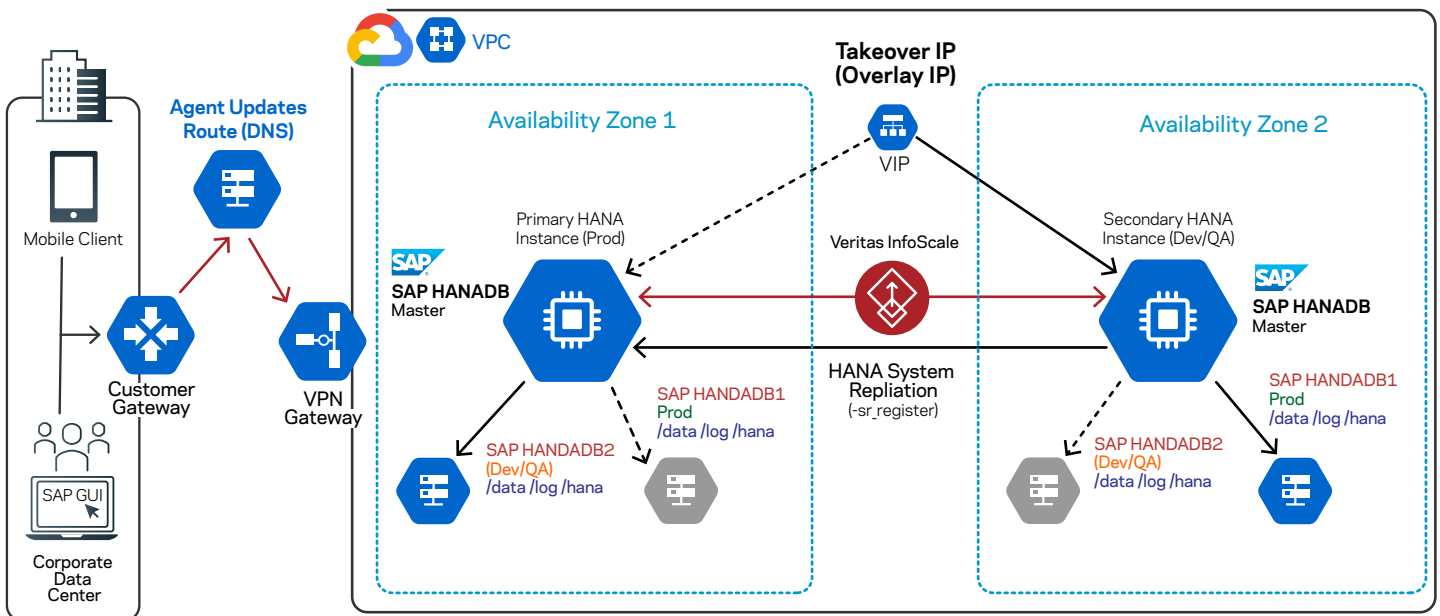 VPC
Takeover IP
(Overlay IP)
Agent Updates
Route (DNS)
Availability Zone 1
Availability Zone 2
VIP
Mobile Client
Primary HANA
Instance (Prod)
Veritas InfoScale
Secondary HANA
Instance (Dev/QA)
SAP
SAP HANADB
Master
SAP
SAP HANADB
Master
Customer
Gateway
VPN
Gateway
HANA System
Repliation
(-sr_register)
SAP HANDADB1
Prod
/data /log /hana
SAP HANDADB2
(Dev/QA)
/data /log /hana
SAP HANDADB1
Prod
/data /log /hana
SAP HANDADB2
(Dev/QA)
/data /log /hana
SAP GUI
Corporate
Data
Center